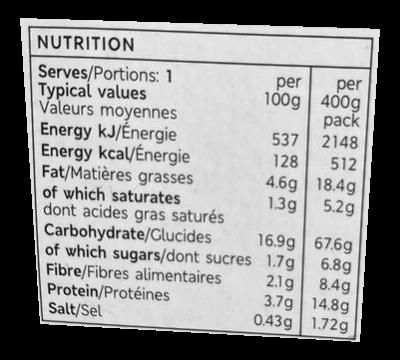 NUTRITION
Serves/Portions: 1
Typical values per per
Valeurs moyennes 100g 400g
pack
Energy kJ/Énergie 537 2148
Energy kcal/Énergie 128 512
Fat/Matières grasses 4.6g 18.4g
of which saturates 1.3g 5.2g
dont acides gras saturés
Carbohydrate/Glucides 16.9g 67.6g
of which sugars/dont sucres 1.7g 6.8g
Fibre/Fibres alimentaires 2.1g 8.4g
Protein/Protéines 3.7g 14.8g
Salt/Sel 0.43g 1.72g